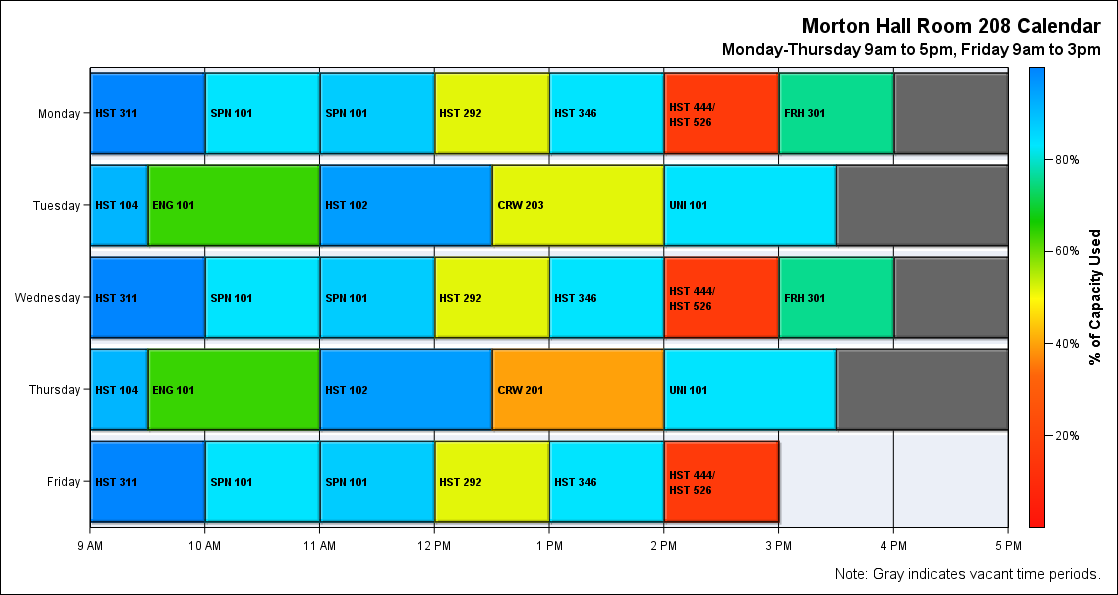 Morton Hall Room 208 Calendar
Monday-Thursday 9am to 5pm, Friday 9am to 3pm
Monday
HST 311
SPN 101
SPN 101
HST 292
HST 346
HST 444/
HST 526
FRH 301
Tuesday
HST 104
ENG 101
HST 102
CRW 203
UNI 101
Wednesday
HST 311
SPN 101
SPN 101
HST 292
HST 346
HST 444/
HST 526
FRH 301
Thursday
HST 104
ENG 101
HST 102
CRW 201
UNI 101
Friday
HST 311
SPN 101
SPN 101
HST 292
HST 346
HST 444/
HST 526
9 AM
10 AM
11 AM
12 PM
1 PM
2 PM
3 PM
4 PM
5 PM
80%
60%
40%
20%
% of Capacity Used
Note: Gray indicates vacant time periods.